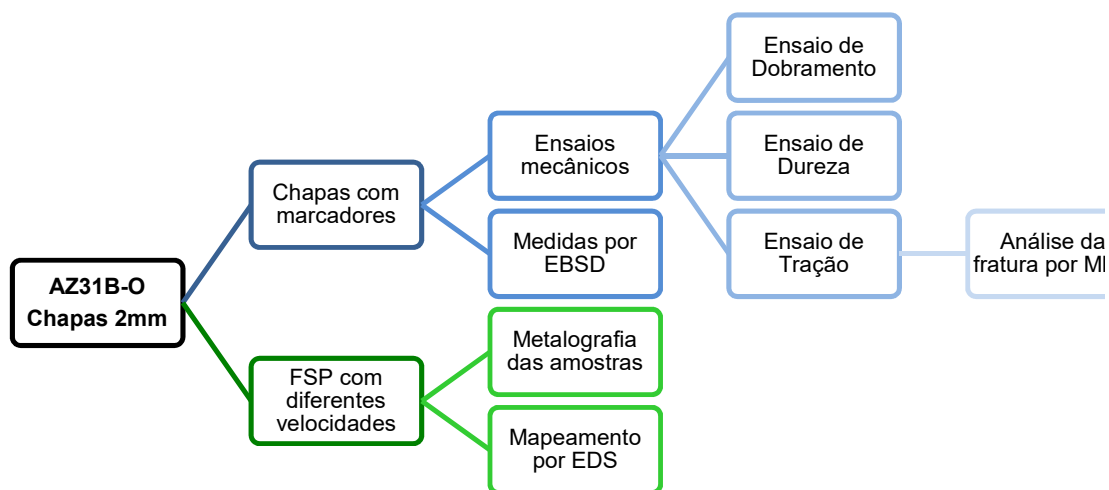 AZ31B-O
Chapas 2mm
Chapas com
marcadores
FSP com
diferentes
velocidades
Ensaios
mecânicos
Medidas por
EBSD
Metalografia
das amostras
Mapeamento
por EDS
Ensaio de
Dobramento
Ensaio de
Dureza
Ensaio de
Tração
Análise da
fratura por